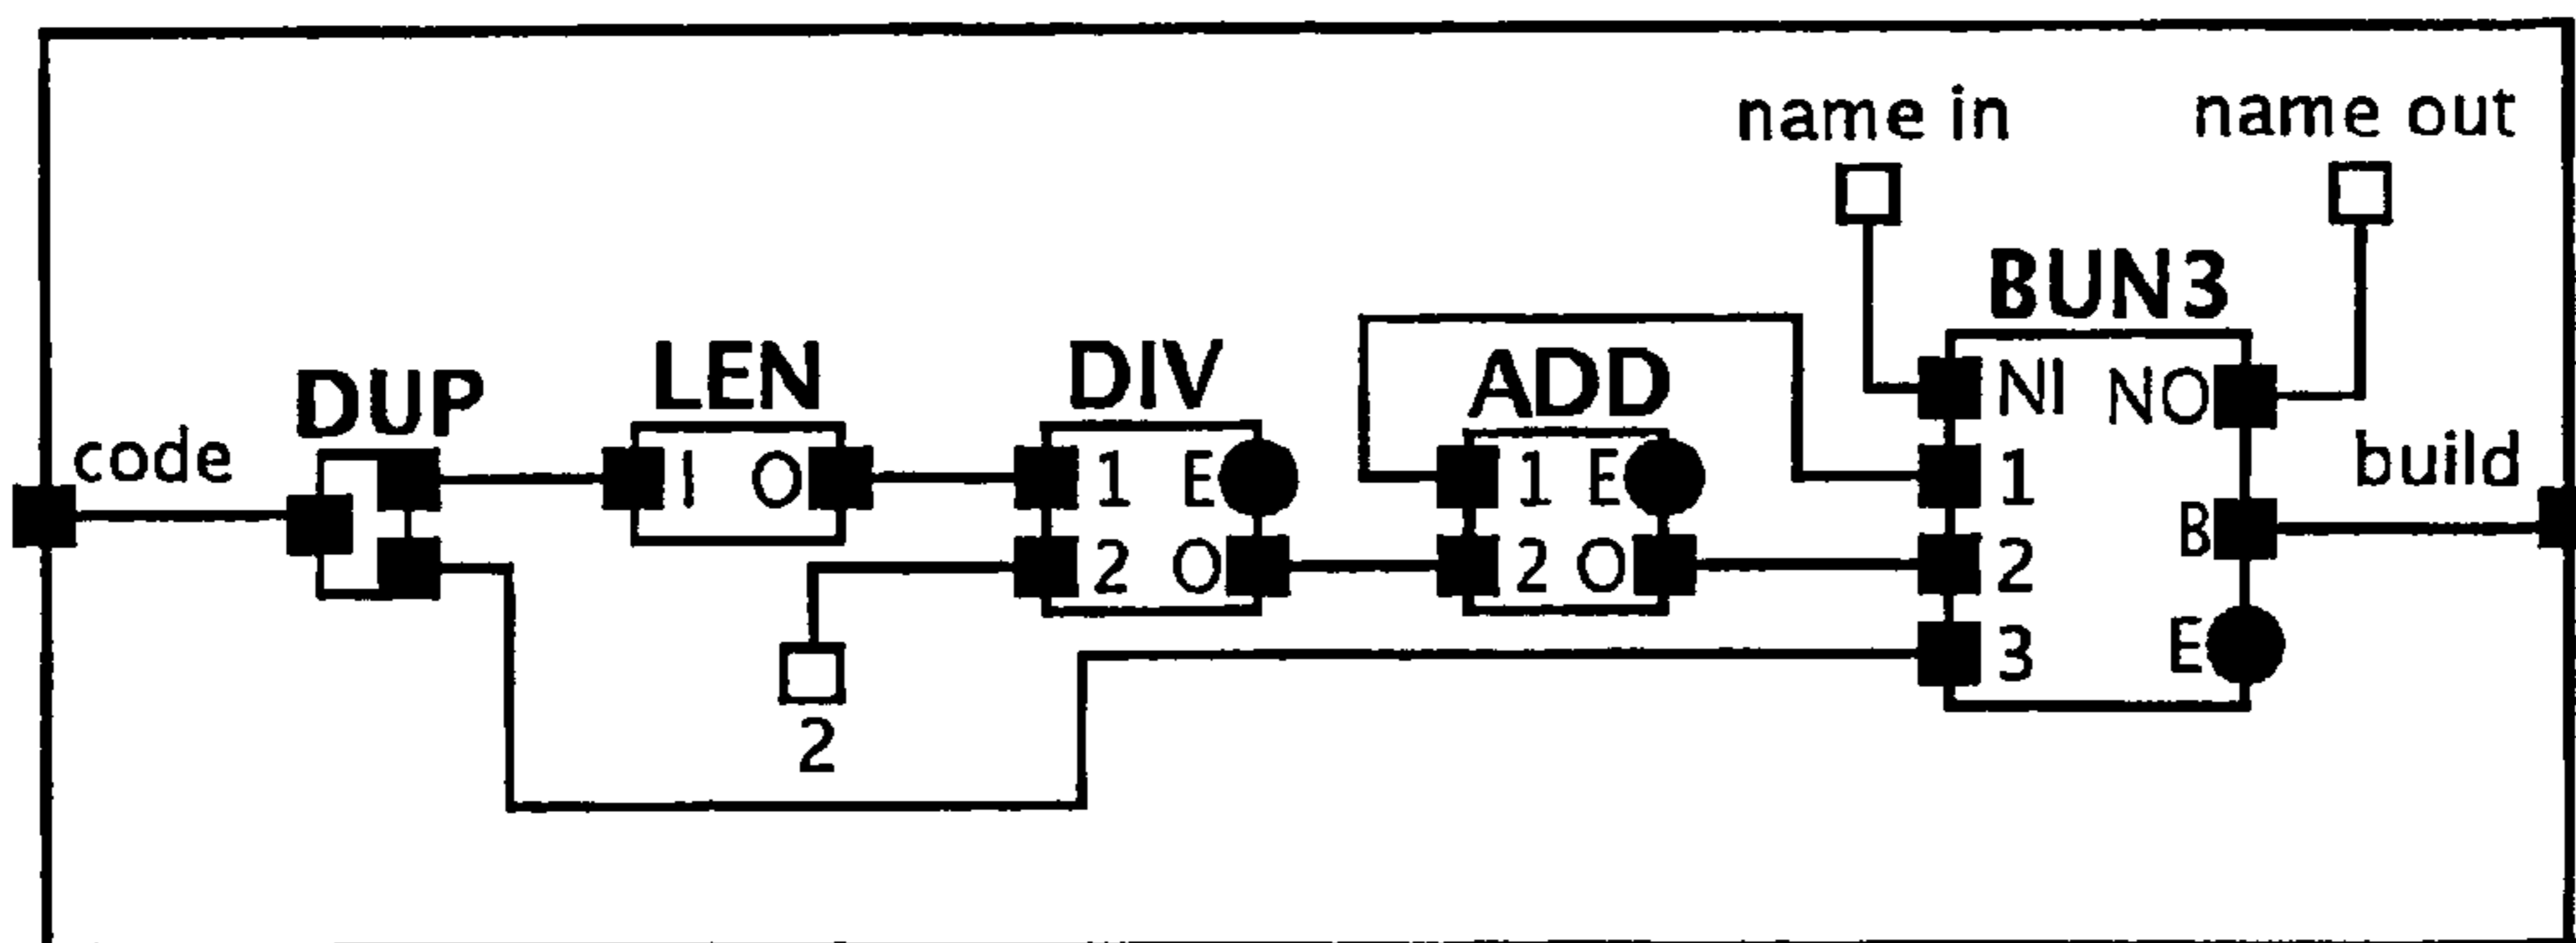 name in name out
BUN3
DUP LEN DIV ADD
code
I O 1 E 1 E NI NO
2 O 2 O 1
build
B
2
E
3
2